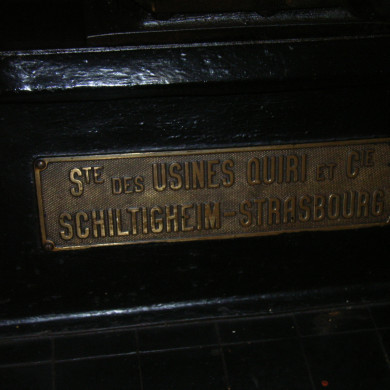 STE DES USINES QUIRI ET CIE
SCHILTIGHEIM-STRASBOURG